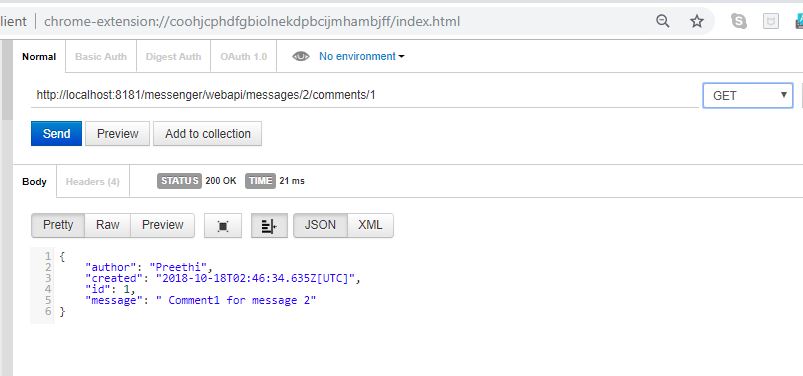 lient | chrome-extension://coohjcphdfgbiolnekdpbcijmhambjff/index.html
Normal Basic Auth Digest Auth OAuth 1.0 No environment
http://localhost:8181/messenger/webapi/messages/2/comments/1 GET
Send Preview Add to collection
Body Headers (4) STATUS 200 OK TIME 21 ms
Pretty Raw Preview JSON XML
1 {
2 "author": "Preethi",
3 "created": "2018-10-18T02:46:34.635Z[UTC]",
4 "id": 1,
5 "message": " Comment1 for message 2"
6 }